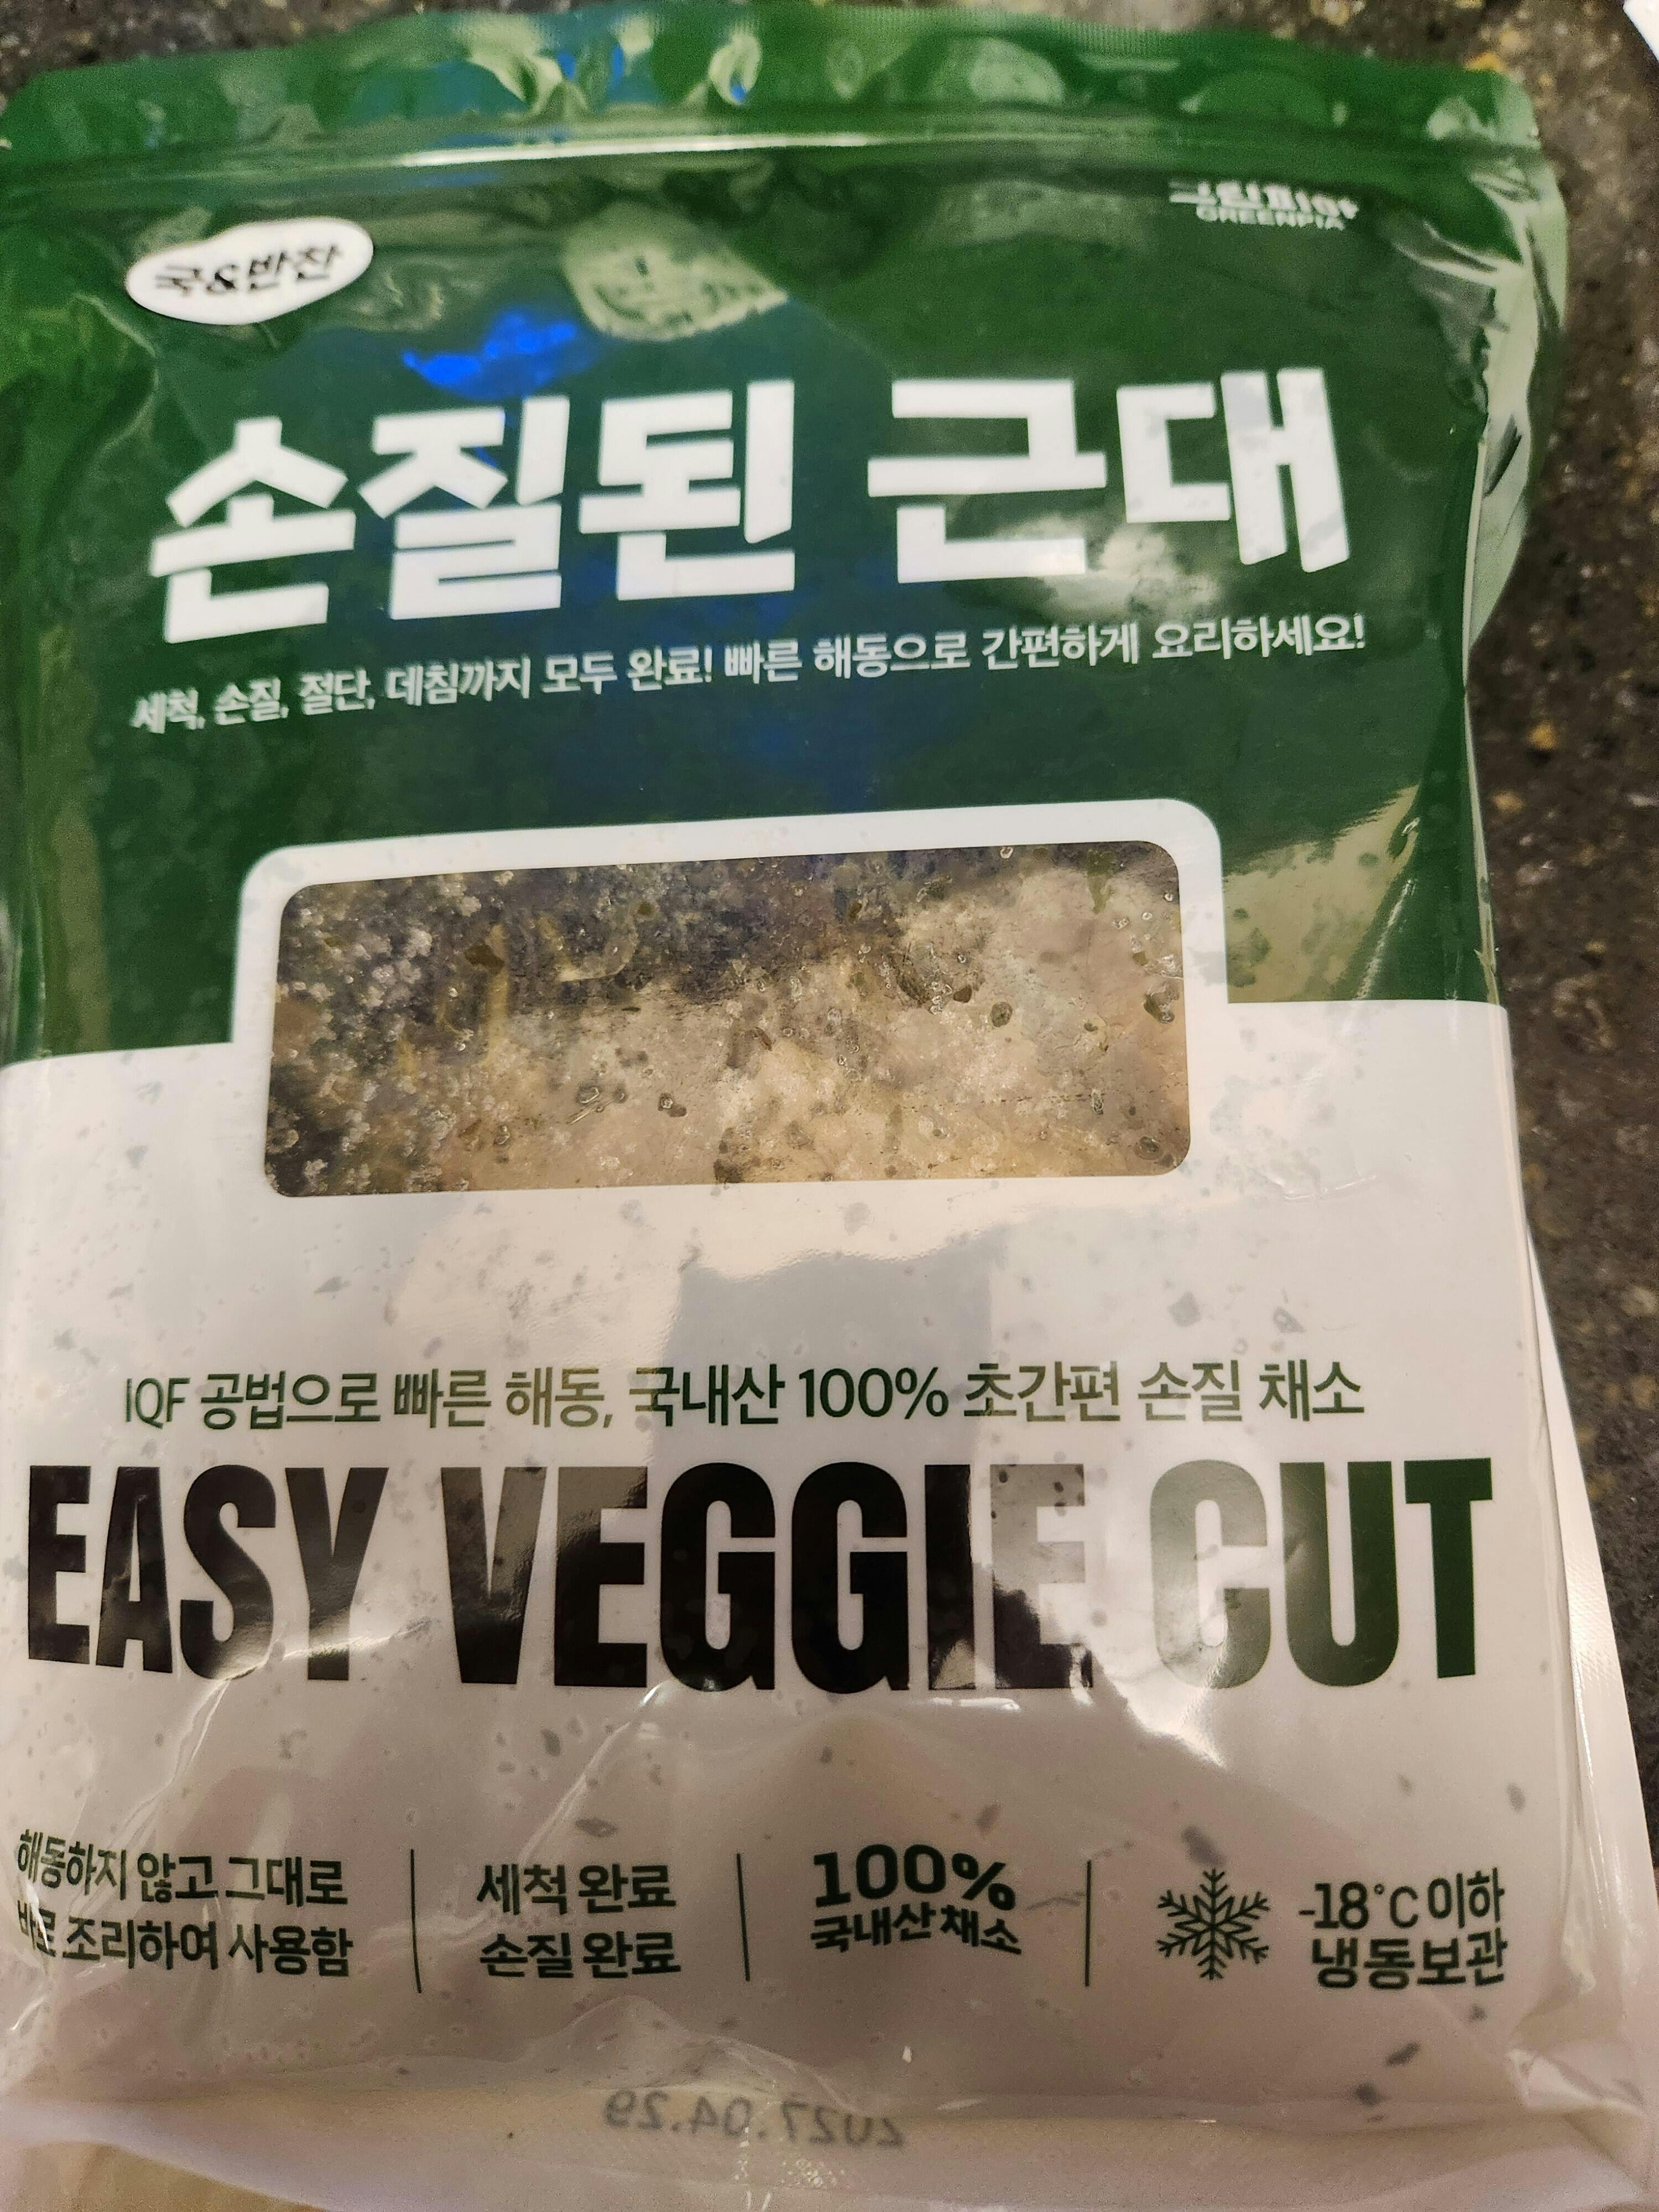 그린피아
GREENPIA
국&반찬
손질된 근대
세척, 손질, 절단, 데침까지 모두 완료! 빠른 해동으로 간편하게 요리하세요!
IQF 공법으로 빠른 해동, 국내산 100% 초간편 손질 채소
EASY VEGGIE CUT
해동하지 않고 그대로
바로 조리하여 사용함
세척 완료
손질 완료
100%
국내산 채소
-18°C 이하
냉동보관
2027.04.29